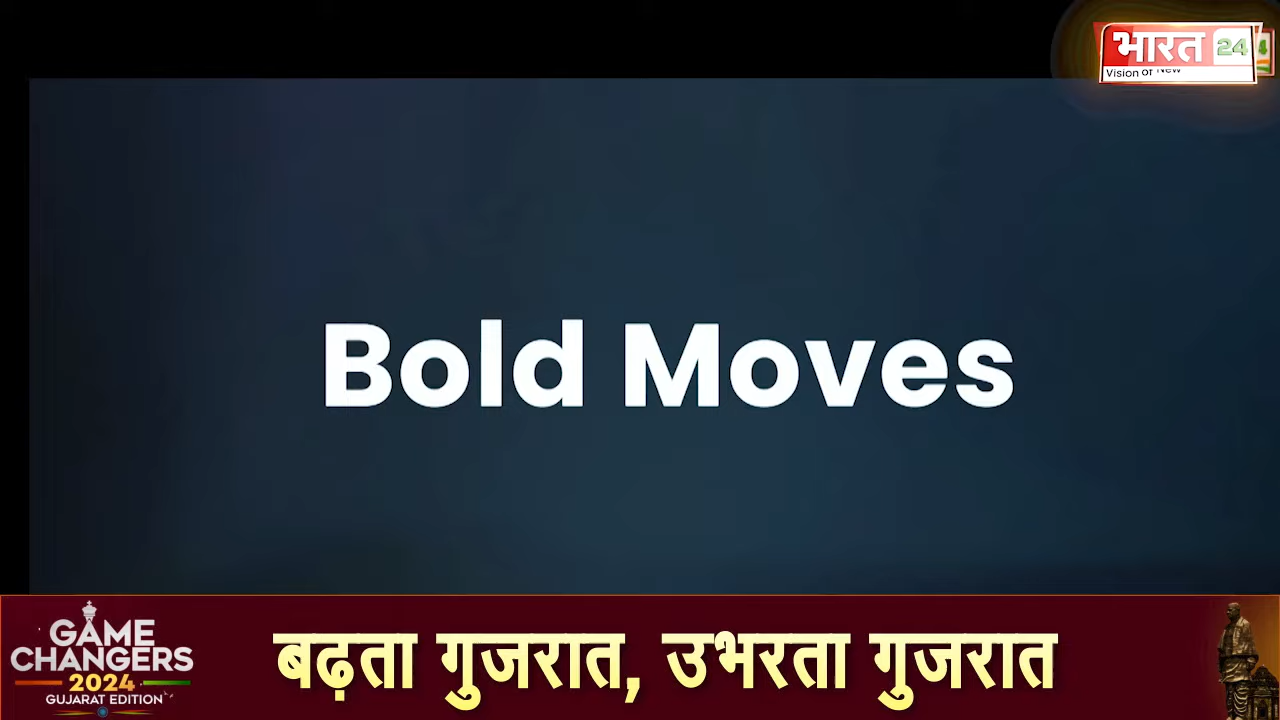 भारत 24
Vision of New
Bold Moves
GAME
CHANGERS
2024
GUJARAT EDITION
बढ़ता गुजरात, उभरता गुजरात